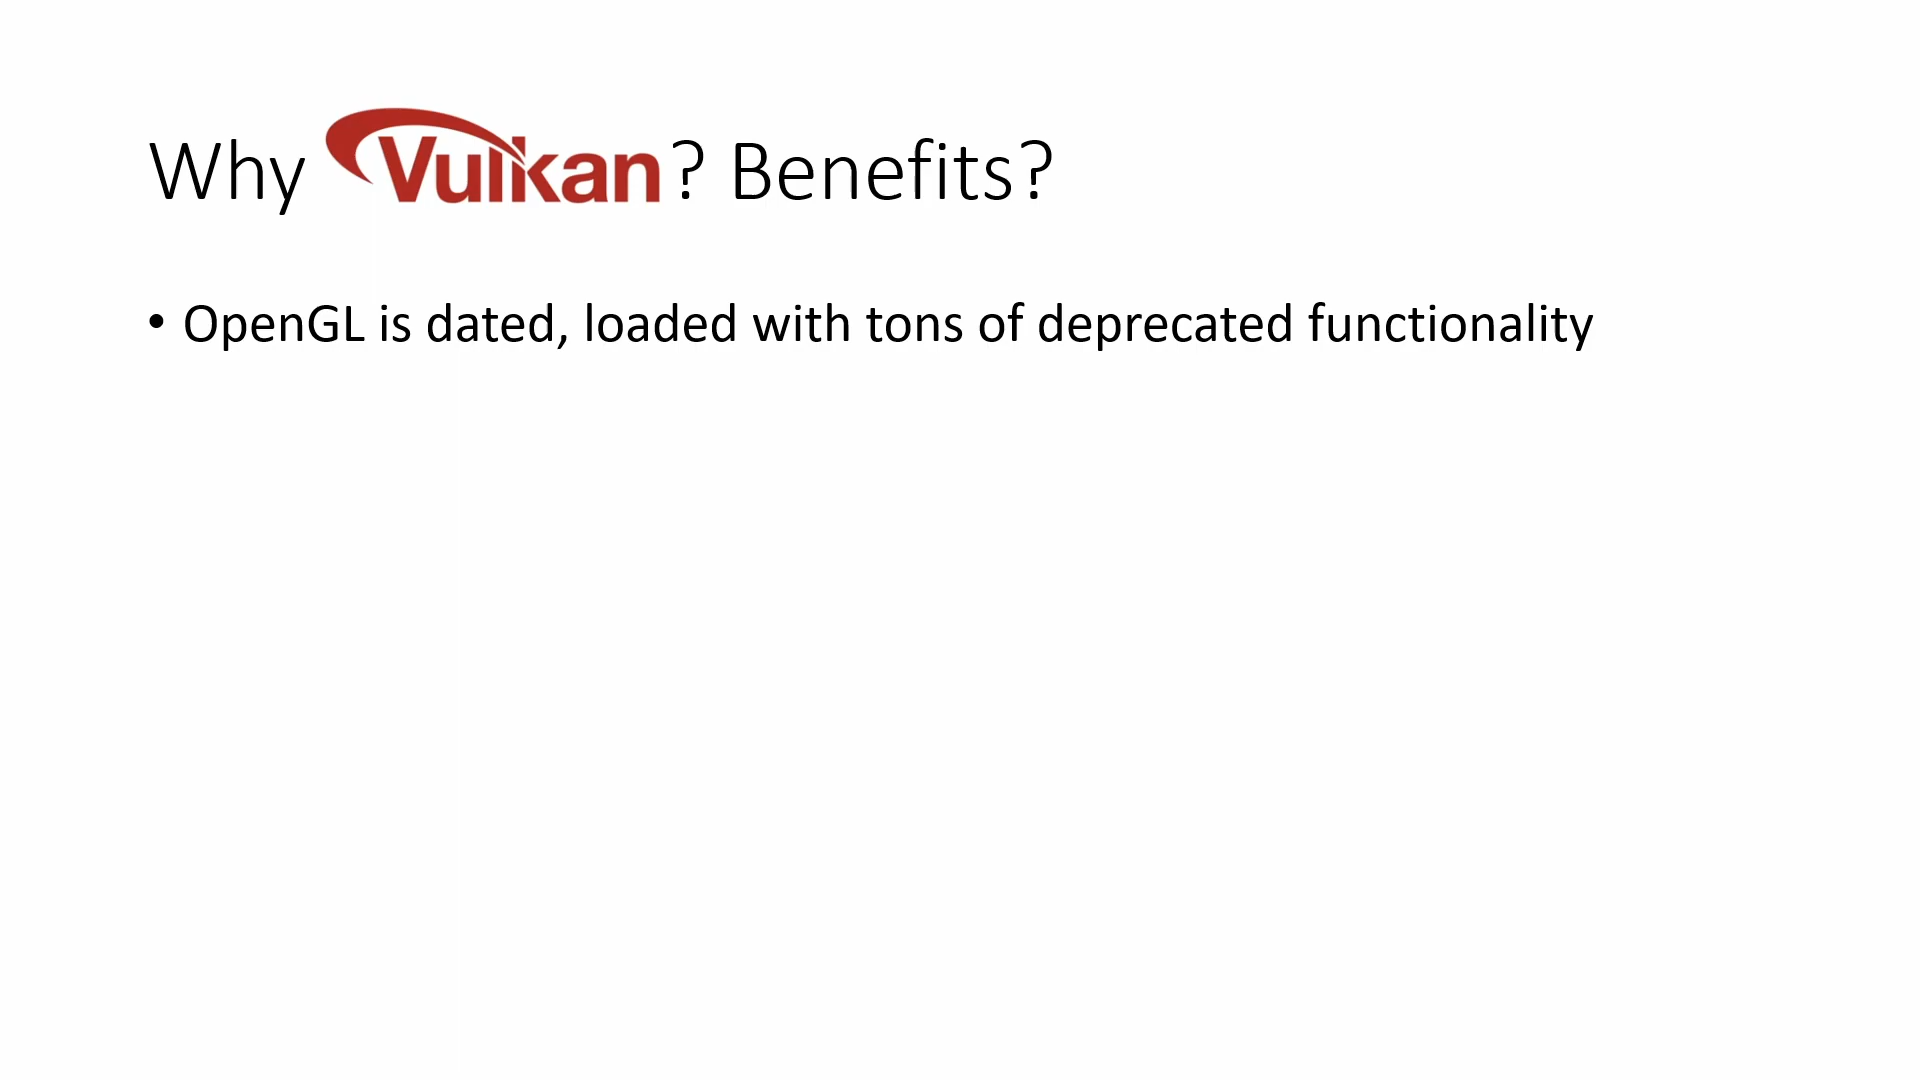 Why Vulkan? Benefits?
• OpenGL is dated, loaded with tons of deprecated functionality